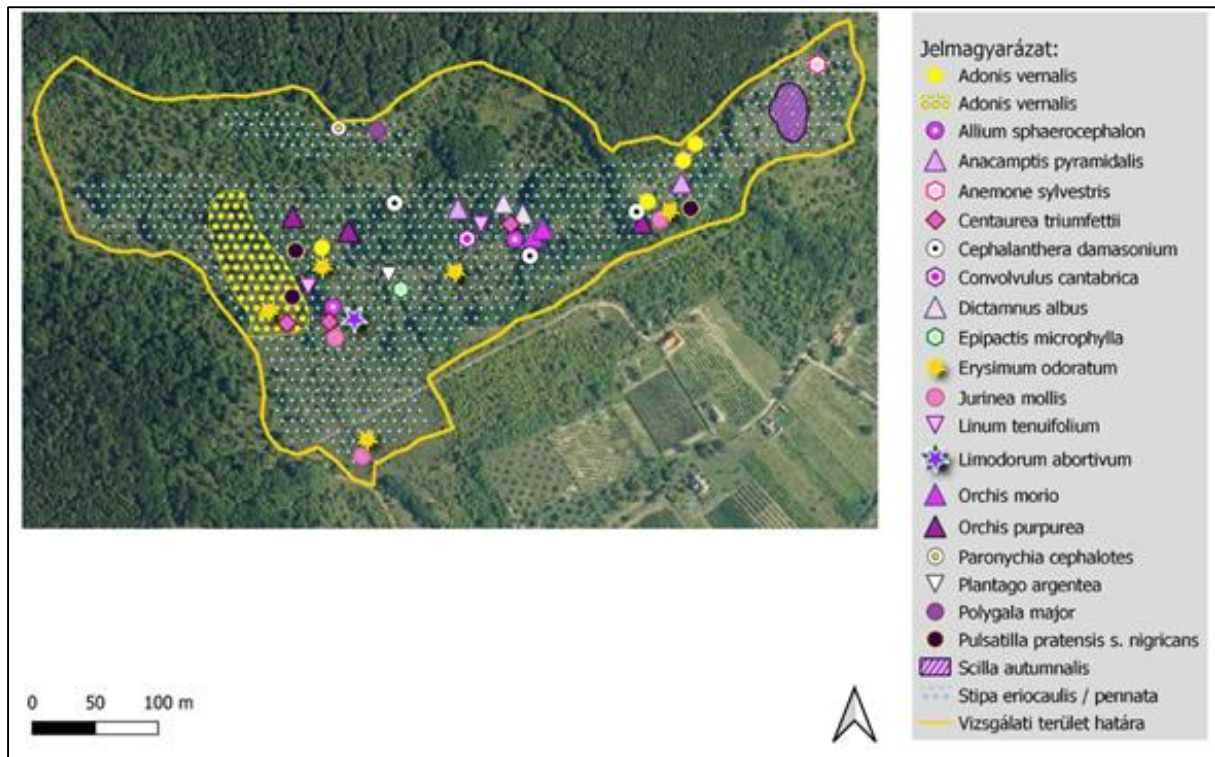 Jelmagyarázat:
Adonis vernalis
Adonis vernalis
Allium sphaerocephalon
Anacamptis pyramidalis
Anemone sylvestris
Centaurea triumfettii
Cephalanthera damasonium
Convolvulus cantabrica
Dictamnus albus
Epipactis microphylla
Erysimum odoratum
Jurinea mollis
Linum tenuifolium
Limodorum abortivum
Orchis morio
Orchis purpurea
Paronychia cephalotes
Plantago argentea
Polygala major
Pulsatilla pratensis s. nigricans
Scilla autumnalis
Stipa eriocaulis / pennata
Vizsgálati terület határa
0 50 100 m